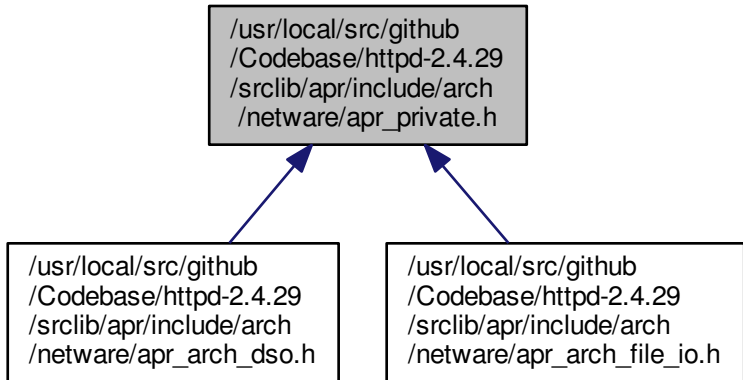 /usr/local/src/github
/Codebase/httpd-2.4.29
/srclib/apr/include/arch
/netware/apr_private.h
/usr/local/src/github
/Codebase/httpd-2.4.29
/srclib/apr/include/arch
/netware/apr_arch_dso.h
/usr/local/src/github
/Codebase/httpd-2.4.29
/srclib/apr/include/arch
/netware/apr_arch_file_io.h